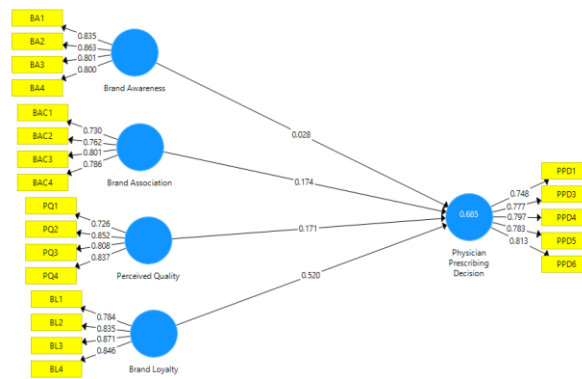 BA1
0.835
BA2
0.863
BA3
0.801
BA4
0.800
Brand Awareness
0.028
BAC1
0.730
BAC2
0.762
BAC3
0.801
BAC4
0.786
Brand Association
0.174
PQ1
0.726
PQ2
0.852
PQ3
0.808
PQ4
0.837
Perceived Quality
0.171
BL1
0.784
BL2
0.835
BL3
0.871
BL4
0.846
Brand Loyalty
0.520
0.685
Physician
Prescribing
Decision
PPD1
0.748
PPD3
0.777
PPD4
0.797
PPD5
0.783
PPD6
0.813